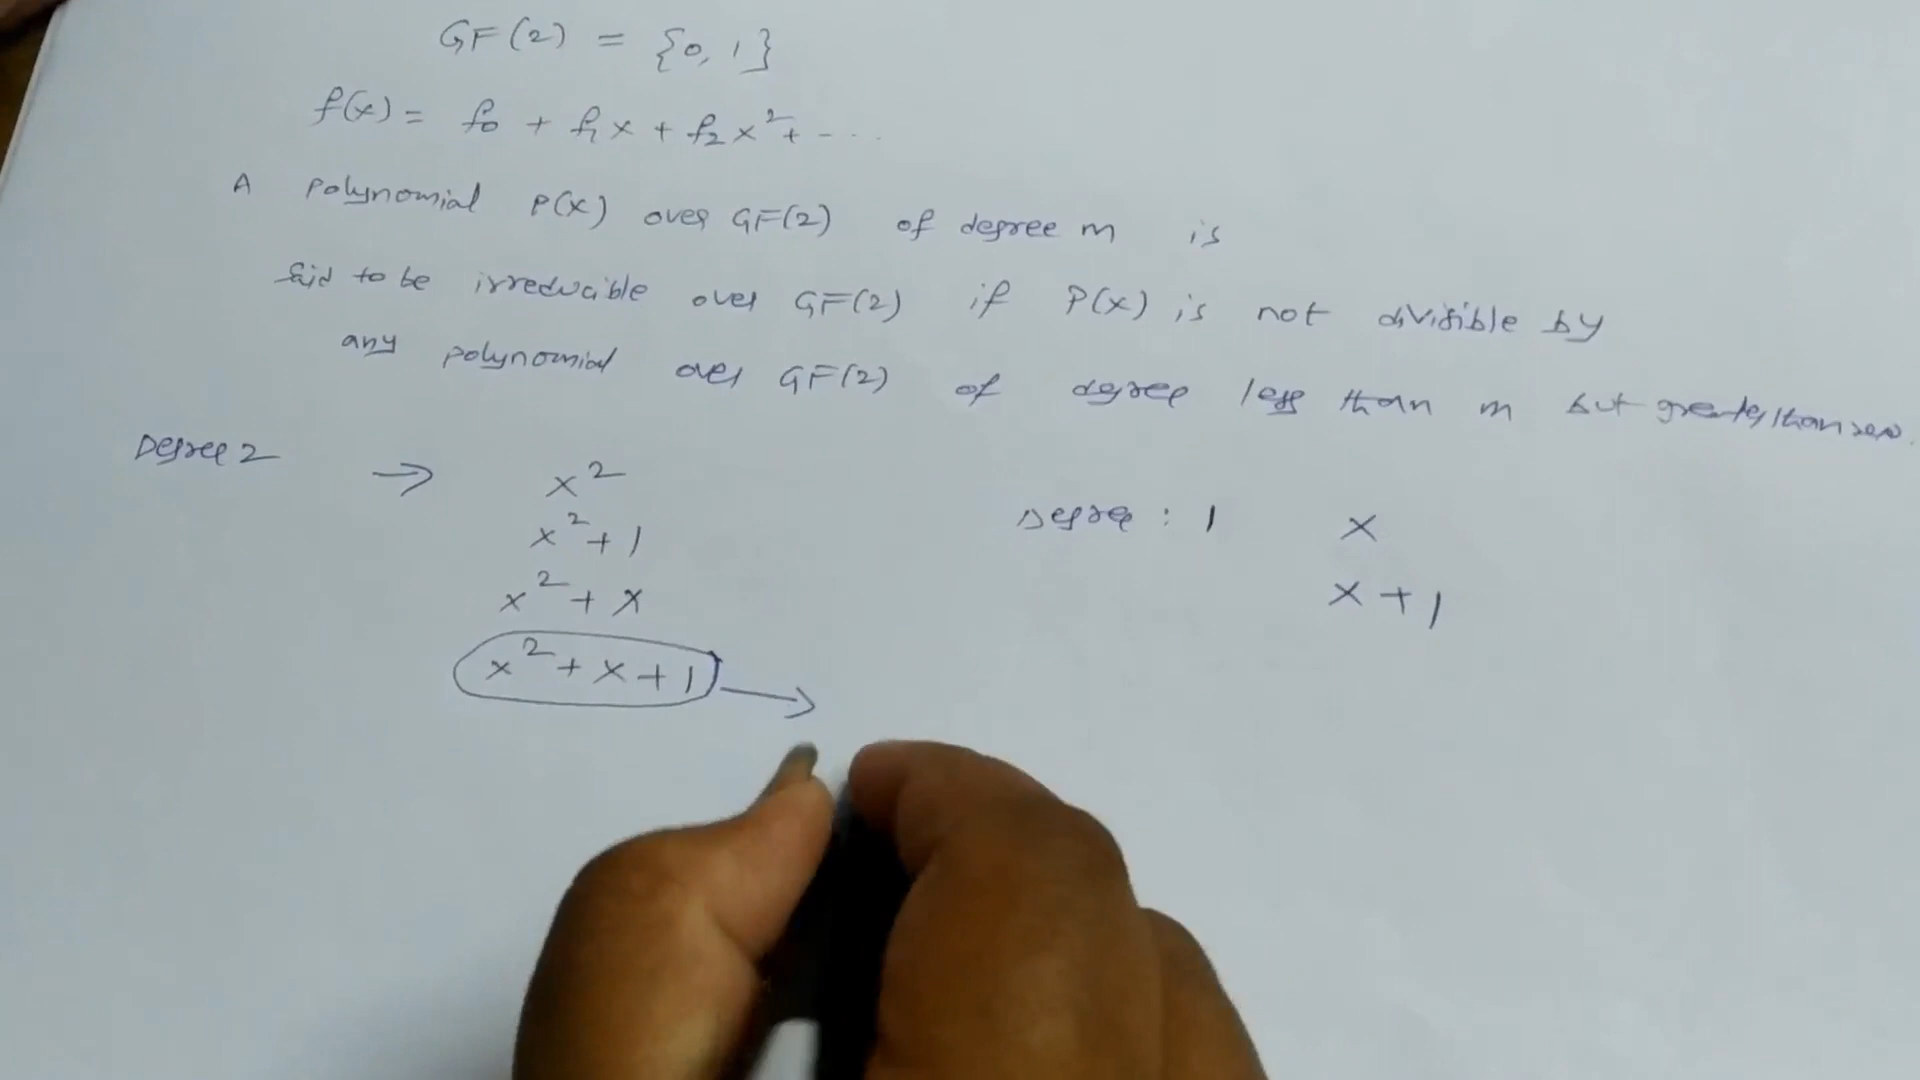 GF(2) = {0, 1}
f(x) = f₀ + f₁x + f₂x² + - - - -
A polynomial P(x) over GF(2) of degree m is
said to be irreducible over GF(2) if P(x) is not divisible by
any polynomial over GF(2) of degree less than m but greater than zero.
Degree 2 → x²
x² + 1
x² + x
x² + x + 1 →
Degree : 1 x
x + 1